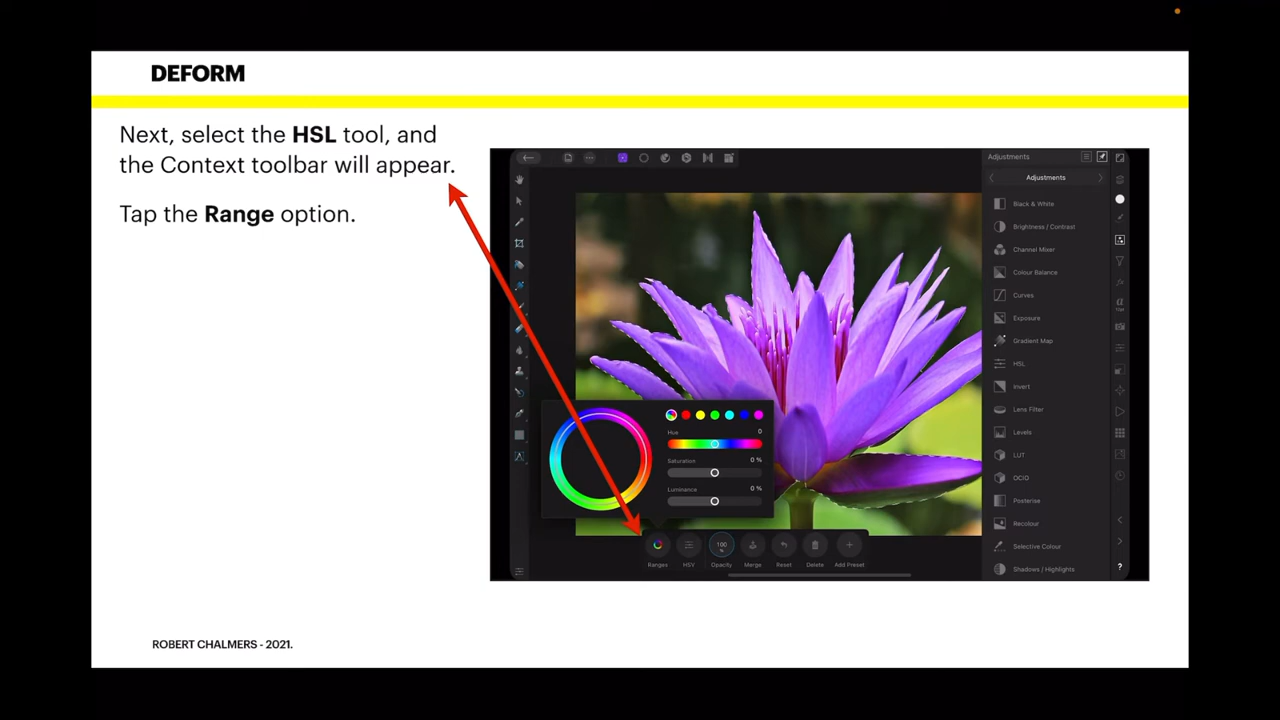 DEFORM
Next, select the HSL tool, and
the Context toolbar will appear.
Tap the Range option.
Adjustments
Adjustments
Black & White
Brightness / Contrast
Channel Mixer
Colour Balance
Curves
Exposure
Gradient Map
HSL
Invert
Lens Filter
Levels
LUT
OCIO
Posterise
Recolour
Selective Colour
Shadows / Highlights
Hue 0
Saturation 0 %
Luminance 0 %
100
%
Ranges HSV Opacity Merge Reset Delete Add Preset
?
ROBERT CHALMERS - 2021.